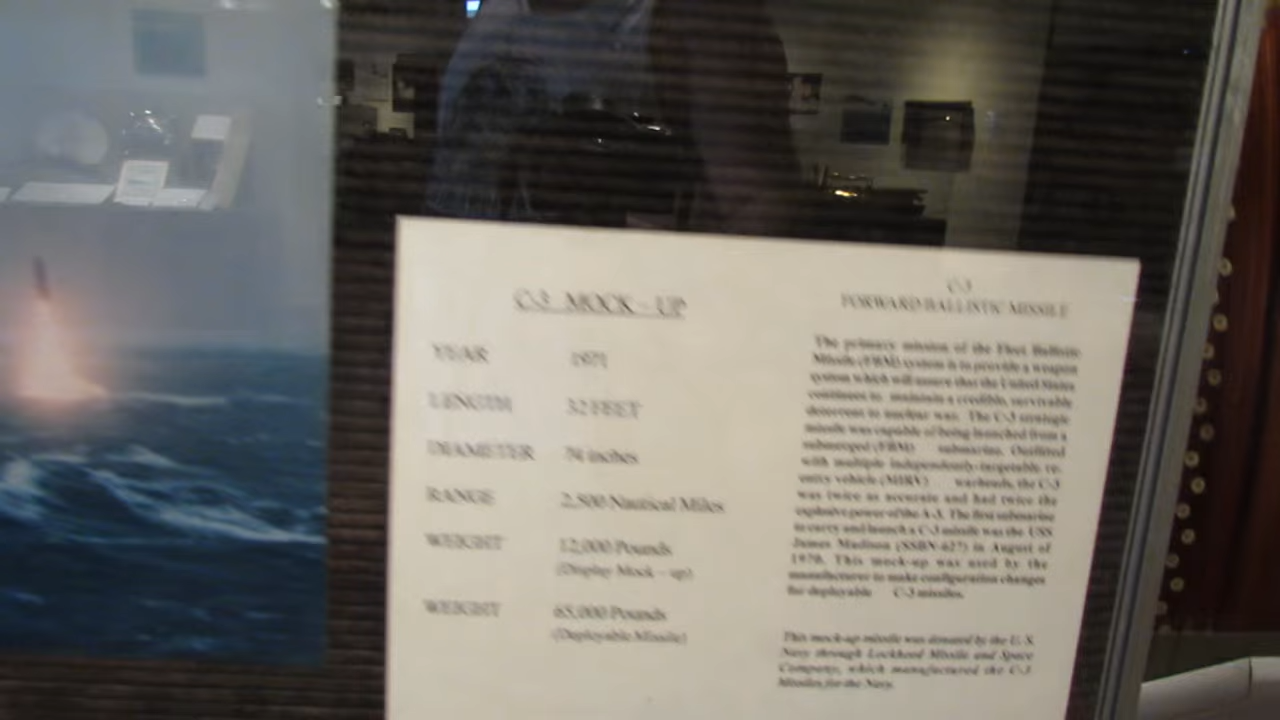 C-3 MOCK - UP
YEAR 1971
LENGTH 32 FEET
DIAMETER 74 inches
RANGE 2,500 Nautical Miles
WEIGHT 12,000 Pounds
(Display Mock - up)
WEIGHT 65,000 Pounds
(Deployable Missile)
C-3
FORWARD BALLISTIC MISSILE
The primary mission of the Fleet Ballistic
Missile (FBM) system is to provide a weapon
system which will assure that the United States
continues to maintain a credible, survivable
deterrent to nuclear war. The C-3 strategic
missile was capable of being launched from a
submerged (FBM) submarine. Outfitted
with multiple independently-targetable re-
entry vehicle (MIRV) warheads, the C-3
was twice as accurate and had twice the
explosive power of the A-3. The first submarine
to carry and launch a C-3 missile was the USS
James Madison (SSBN-627) in August of
1970. This mock-up was used by the
manufacturer to make configuration changes
for deployable C-3 missiles.
This mock-up missile was donated by the U. S.
Navy through Lockheed Missile and Space
Company, which manufactured the C-3
Missiles for the Navy.